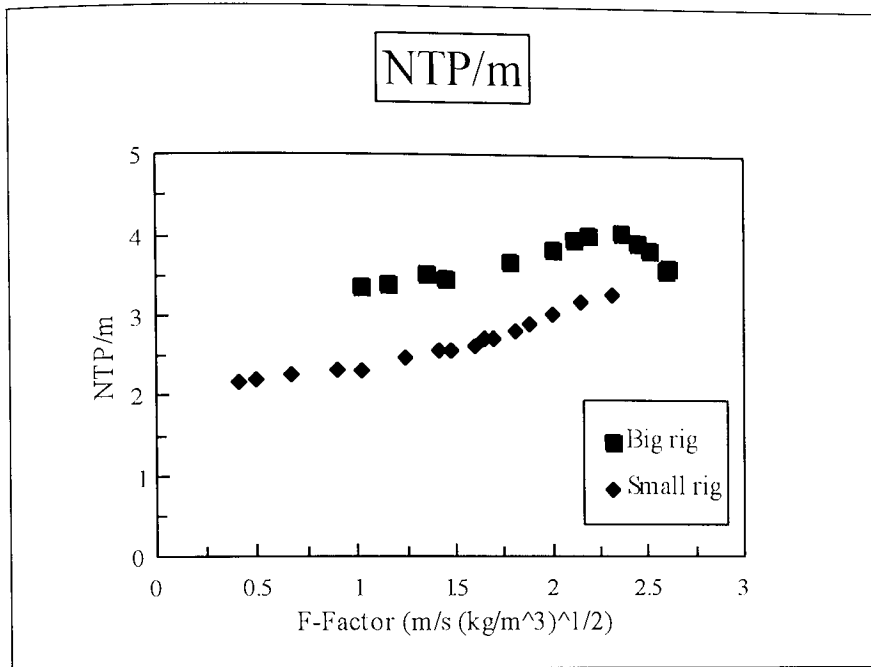 NTP/m
5
4
3
2
1
0
NTP/m
0 0.5 1 1.5 2 2.5 3
F-Factor (m/s (kg/m^3)^1/2)
Big rig
Small rig